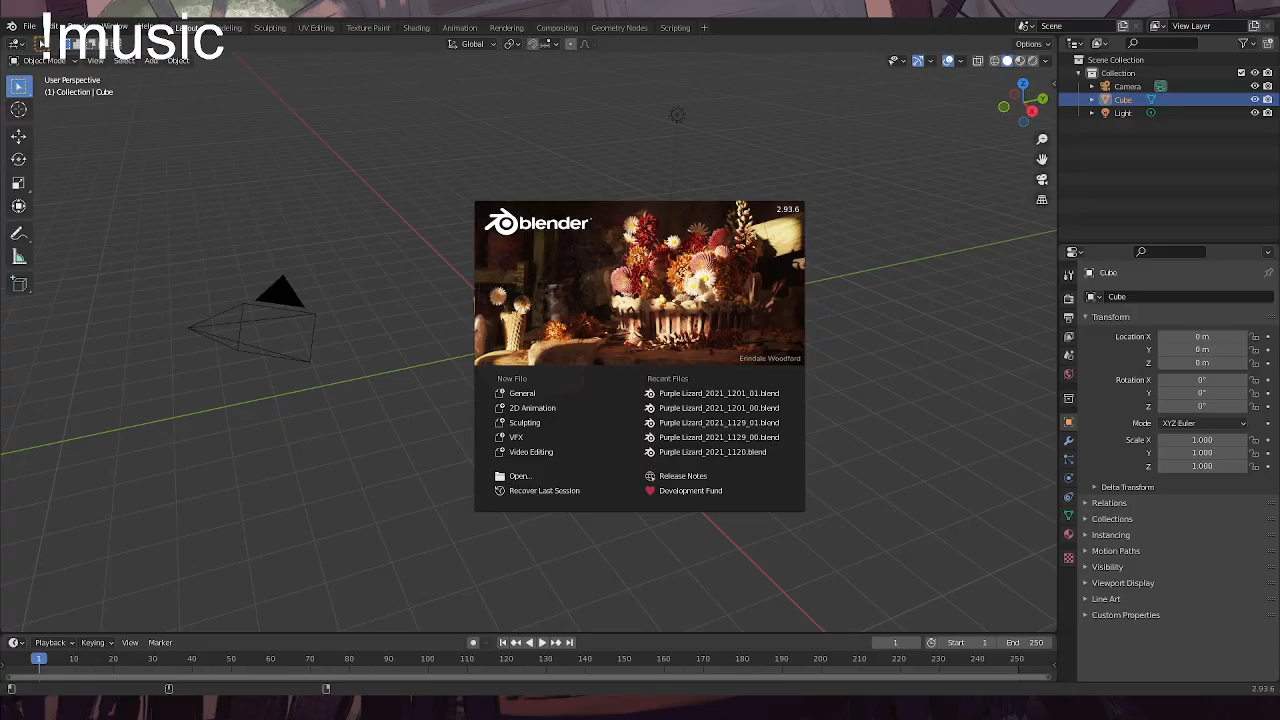 !music
File
Help
Layout
Sculpting
UV Editing
Texture Paint
Shading
Animation
Rendering
Compositing
Geometry Nodes
Scripting
+
Scene
View Layer
Global
Options
Object Mode
View
Select
Add
Object
User Perspective
(1) Collection | Cube
Z
Y
X
Scene Collection
Collection
Camera
Cube
Light
blender
2.93.6
Erindale Woodford
New File
General
2D Animation
Sculpting
VFX
Video Editing
Open...
Recover Last Session
Recent Files
Purple Lizard_2021_1201_01.blend
Purple Lizard_2021_1201_00.blend
Purple Lizard_2021_1129_01.blend
Purple Lizard_2021_1129_00.blend
Purple Lizard_2021_1120.blend
Release Notes
Development Fund
Cube
Cube
Transform
Location X 0 m
Y 0 m
Z 0 m
Rotation X 0°
Y 0°
Z 0°
Mode XYZ Euler
Scale X 1.000
Y 1.000
Z 1.000
Delta Transform
Relations
Collections
Instancing
Motion Paths
Visibility
Viewport Display
Line Art
Custom Properties
Playback Keying View Marker
1 Start 1 End 250
1 10 20 30 40 50 60 70 80 90 100 110 120 130 140 150 160 170 180 190 200 210 220 230 240 250
2.93.6